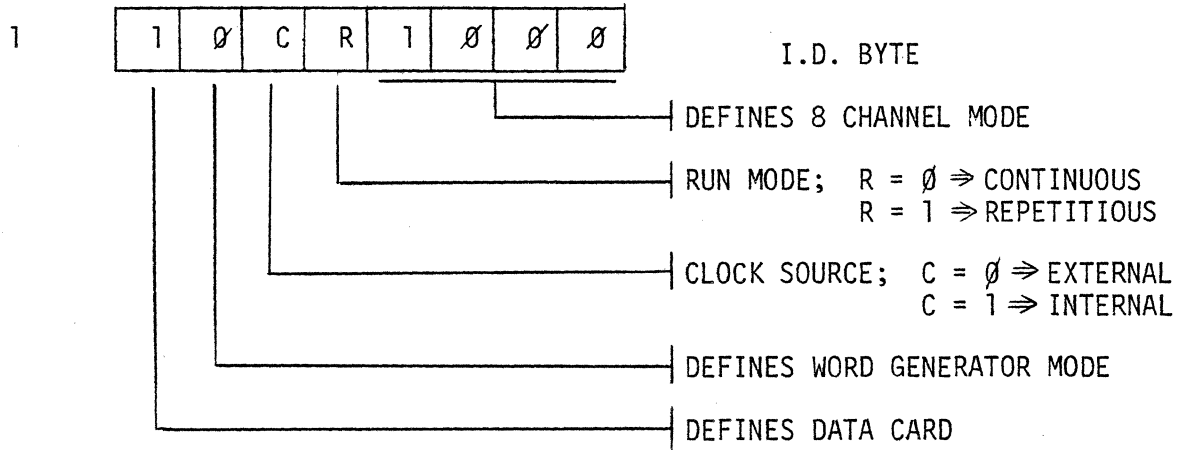 1 1 Ø C R 1 Ø Ø Ø
I.D. BYTE
DEFINES 8 CHANNEL MODE
RUN MODE; R = Ø ⇒ CONTINUOUS
R = 1 ⇒ REPETITIOUS
CLOCK SOURCE; C = Ø ⇒ EXTERNAL
C = 1 ⇒ INTERNAL
DEFINES WORD GENERATOR MODE
DEFINES DATA CARD